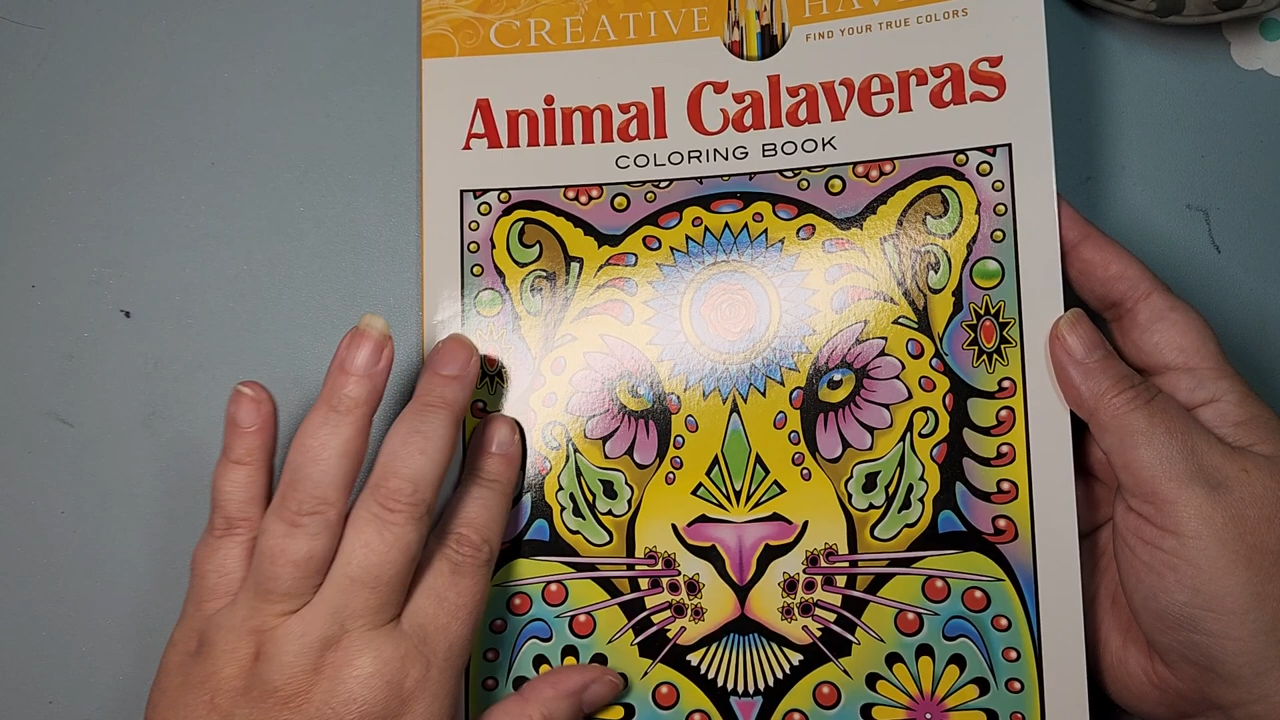 CREATIVE
FIND YOUR TRUE COLORS
Animal Calaveras
COLORING BOOK